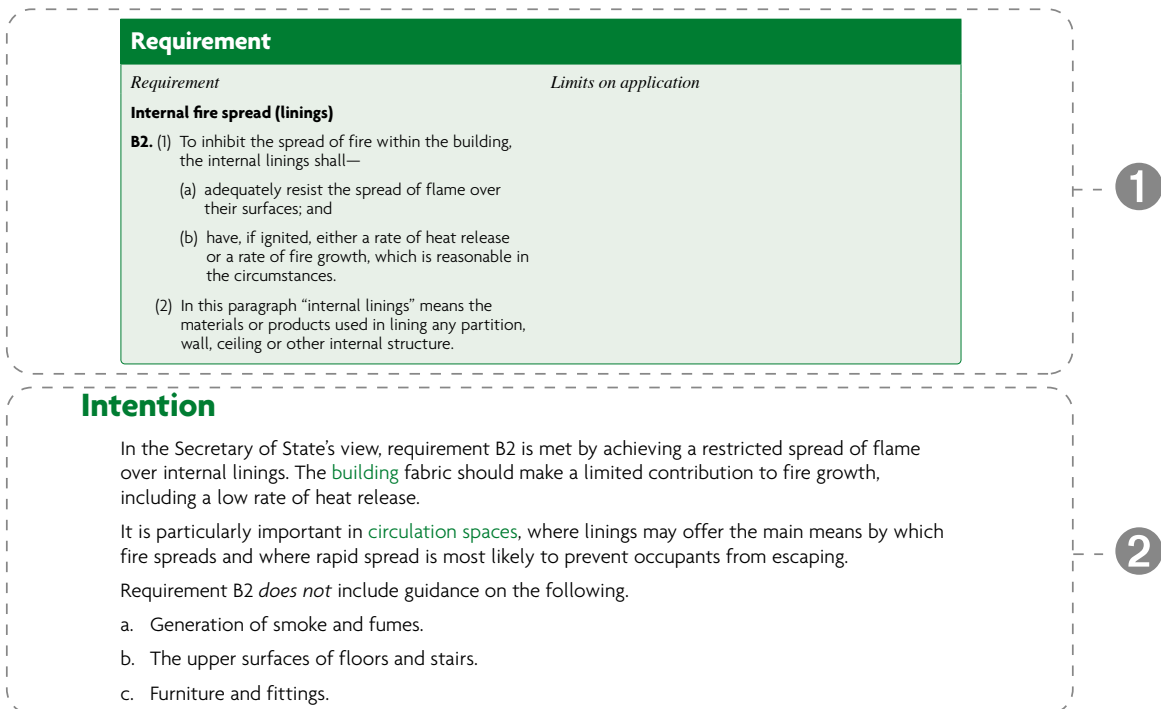 Requirement
Requirement
Limits on application
Internal fire spread (linings)
B2. (1) To inhibit the spread of fire within the building,
the internal linings shall—
(a) adequately resist the spread of flame over
their surfaces; and
(b) have, if ignited, either a rate of heat release
or a rate of fire growth, which is reasonable in
the circumstances.
(2) In this paragraph “internal linings” means the
materials or products used in lining any partition,
wall, ceiling or other internal structure.
1
Intention
In the Secretary of State’s view, requirement B2 is met by achieving a restricted spread of flame
over internal linings. The building fabric should make a limited contribution to fire growth,
including a low rate of heat release.
It is particularly important in circulation spaces, where linings may offer the main means by which
fire spreads and where rapid spread is most likely to prevent occupants from escaping.
Requirement B2 does not include guidance on the following.
a. Generation of smoke and fumes.
b. The upper surfaces of floors and stairs.
c. Furniture and fittings.
2